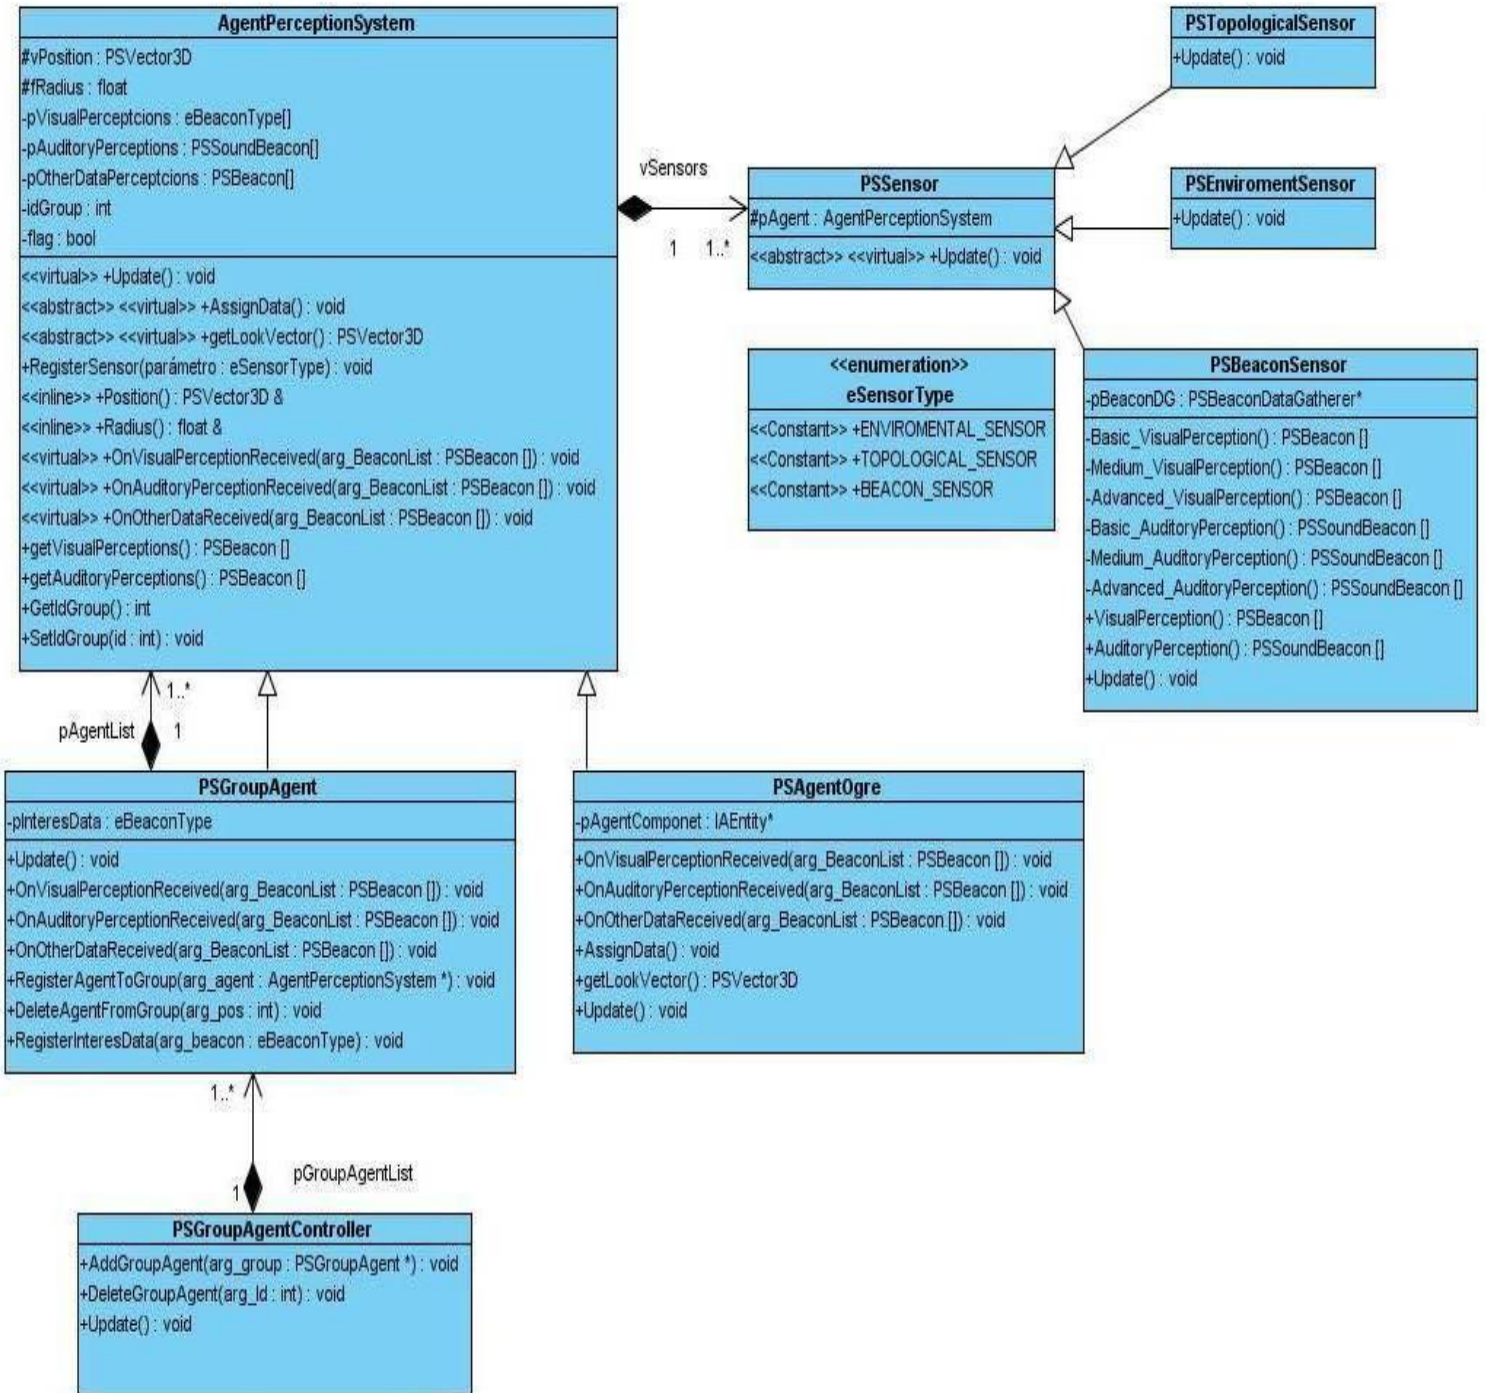 AgentPerceptionSystem
#vPosition : PSVector3D
#fRadius : float
-pVisualPerceptcions : eBeaconType[]
-pAuditoryPerceptions : PSSoundBeacon[]
-pOtherDataPerceptcions : PSBeacon[]
-idGroup : int
-flag : bool
<<virtual>> +Update() : void
<<abstract>> <<virtual>> +AssignData() : void
<<abstract>> <<virtual>> +getLookVector() : PSVector3D
+RegisterSensor(parámetro : eSensorType) : void
<<inline>> +Position() : PSVector3D &
<<inline>> +Radius() : float &
<<virtual>> +OnVisualPerceptionReceived(arg_BeaconList : PSBeacon []) : void
<<virtual>> +OnAuditoryPerceptionReceived(arg_BeaconList : PSBeacon []) : void
<<virtual>> +OnOtherDataReceived(arg_BeaconList : PSBeacon []) : void
+getVisualPerceptions() : PSBeacon []
+getAuditoryPerceptions() : PSBeacon []
+GetIdGroup() : int
+SetIdGroup(id : int) : void
vSensors
1 1..*
PSSensor
#pAgent : AgentPerceptionSystem
<<abstract>> <<virtual>> +Update() : void
PSTopologicalSensor
+Update() : void
PSEnviromentSensor
+Update() : void
<<enumeration>>
eSensorType
<<Constant>> +ENVIROMENTAL_SENSOR
<<Constant>> +TOPOLOGICAL_SENSOR
<<Constant>> +BEACON_SENSOR
PSBeaconSensor
-pBeaconDG : PSBeaconDataGatherer*
-Basic_VisualPerception() : PSBeacon []
-Medium_VisualPerception() : PSBeacon []
-Advanced_VisualPerception() : PSBeacon []
-Basic_AuditoryPerception() : PSSoundBeacon []
-Medium_AuditoryPerception() : PSSoundBeacon []
-Advanced_AuditoryPerception() : PSSoundBeacon []
+VisualPerception() : PSBeacon []
+AuditoryPerception() : PSSoundBeacon []
+Update() : void
1..*
pAgentList 1
PSGroupAgent
-pInteresData : eBeaconType
+Update() : void
+OnVisualPerceptionReceived(arg_BeaconList : PSBeacon []) : void
+OnAuditoryPerceptionReceived(arg_BeaconList : PSBeacon []) : void
+OnOtherDataReceived(arg_BeaconList : PSBeacon []) : void
+RegisterAgentToGroup(arg_agent : AgentPerceptionSystem *) : void
+DeleteAgentFromGroup(arg_pos : int) : void
+RegisterInteresData(arg_beacon : eBeaconType) : void
PSAgentOgre
-pAgentComponet : IAEntity*
+OnVisualPerceptionReceived(arg_BeaconList : PSBeacon []) : void
+OnAuditoryPerceptionReceived(arg_BeaconList : PSBeacon []) : void
+OnOtherDataReceived(arg_BeaconList : PSBeacon []) : void
+AssignData() : void
+getLookVector() : PSVector3D
+Update() : void
1..*
pGroupAgentList
1
PSGroupAgentController
+AddGroupAgent(arg_group : PSGroupAgent *) : void
+DeleteGroupAgent(arg_Id : int) : void
+Update() : void